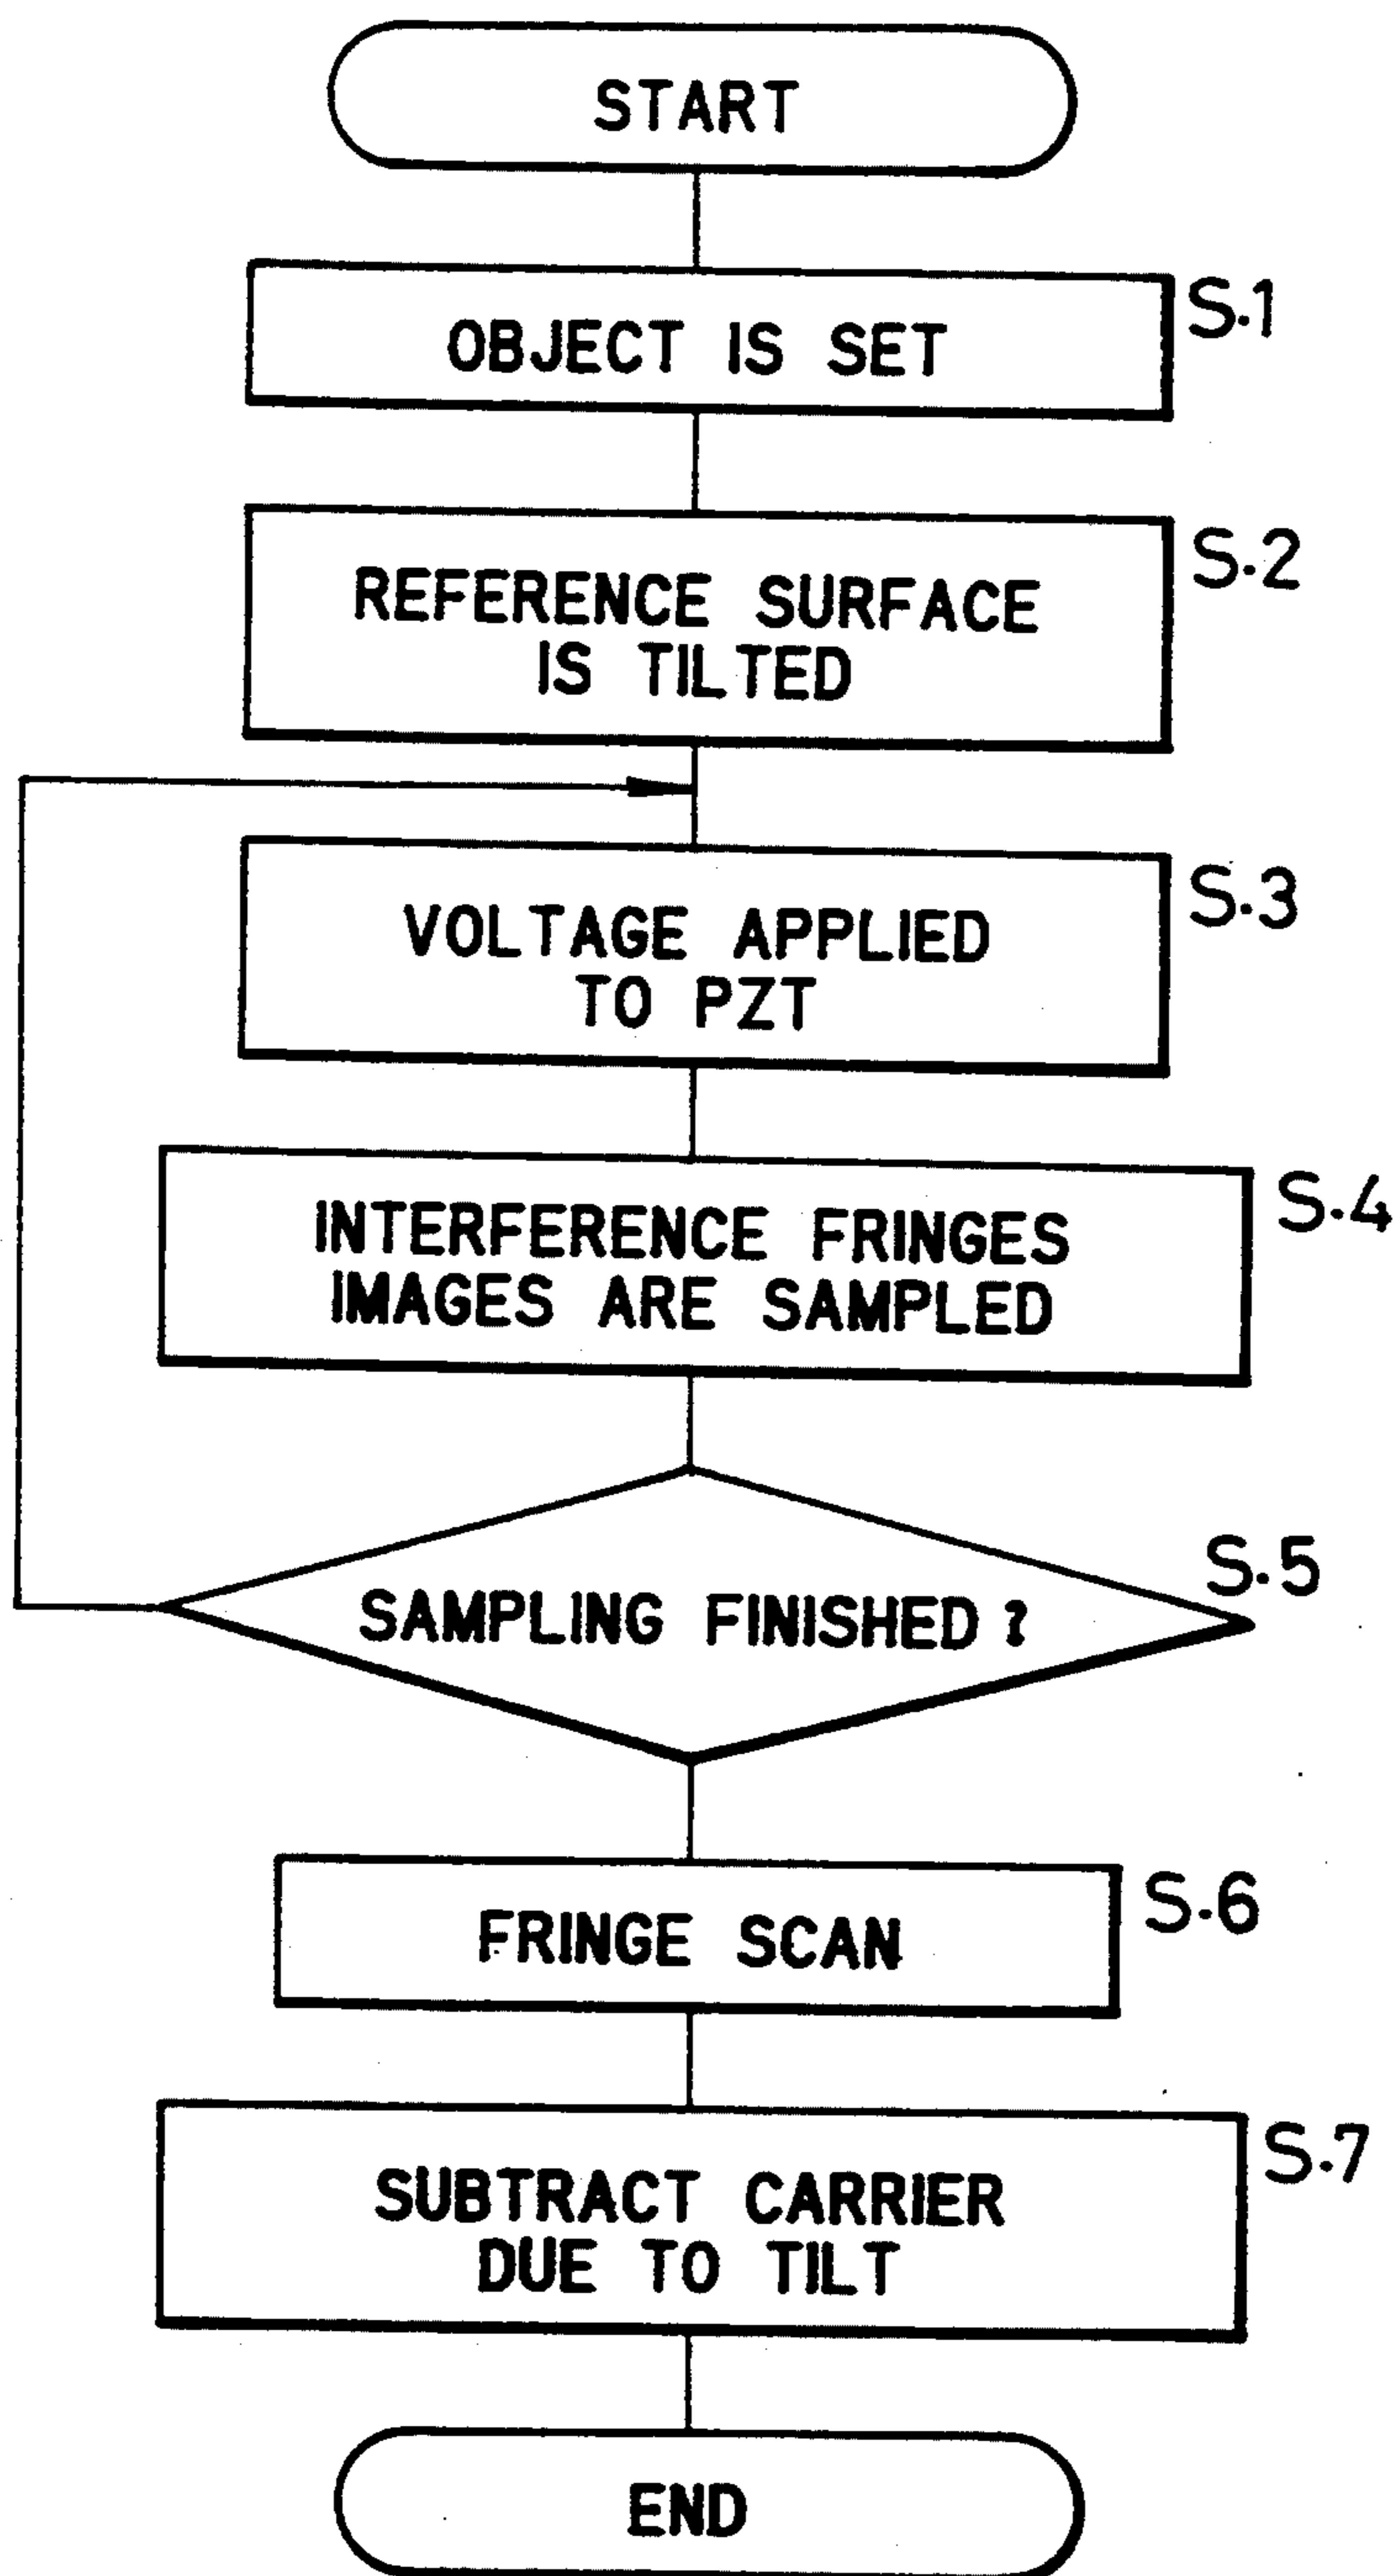 START
OBJECT IS SET
S.1
REFERENCE SURFACE
IS TILTED
S.2
VOLTAGE APPLIED
TO PZT
S.3
INTERFERENCE FRINGES
IMAGES ARE SAMPLED
S.4
SAMPLING FINISHED ?
S.5
FRINGE SCAN
S.6
SUBTRACT CARRIER
DUE TO TILT
S.7
END